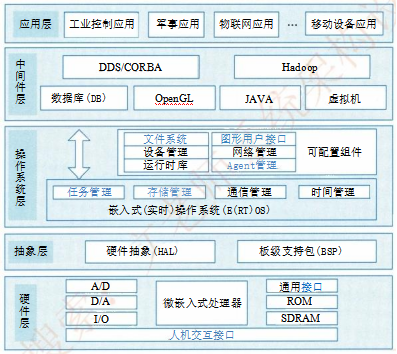 应用层 工业控制应用 军事应用 物联网应用 … 移动设备应用
中间件层
DDS/CORBA Hadoop
数据库(DB) OpenGL JAVA 虚拟机
操作系统层
文件系统 图形用户接口
设备管理 网络管理 可配置组件
运行时库 Agent管理
任务管理 存储管理 通信管理 时间管理
嵌入式(实时)操作系统(E(RT)OS)
抽象层 硬件抽象(HAL) 板级支持包(BSP)
硬件层
A/D 通用接口
D/A 微嵌入式处理器 ROM
I/O SDRAM
人机交互接口